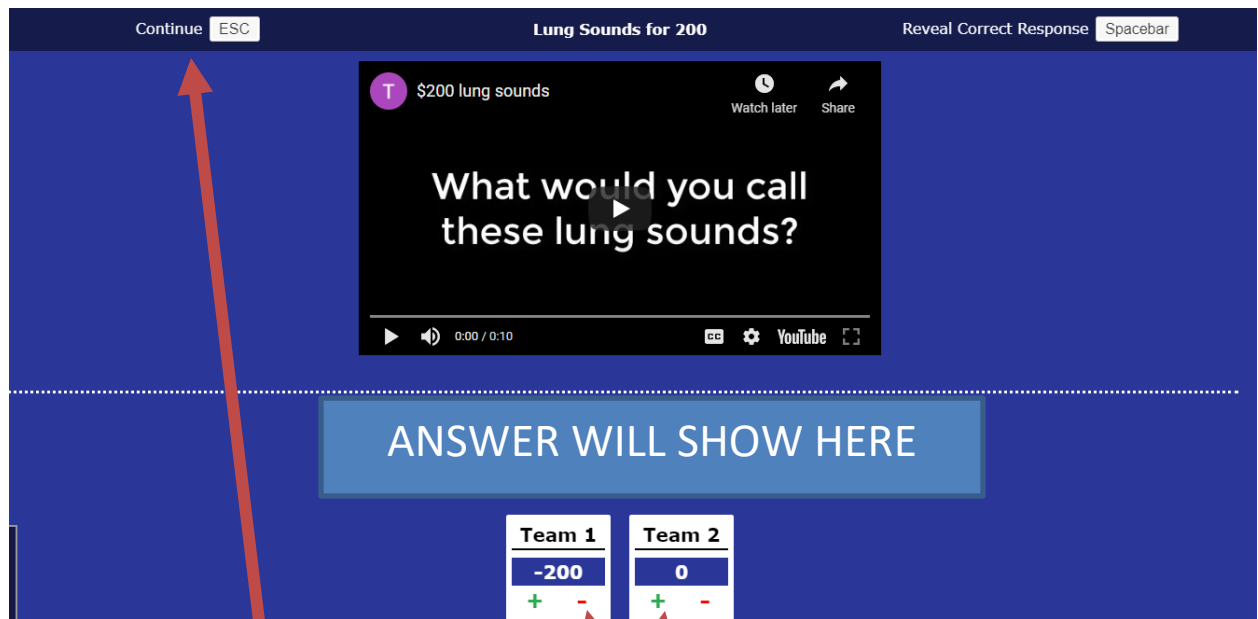 Continue ESC Lung Sounds for 200 Reveal Correct Response Spacebar
T $200 lung sounds Watch later Share
What would you call
these lung sounds?
0:00 / 0:10 CC YouTube
ANSWER WILL SHOW HERE
Team 1 Team 2
-200 0
+ - + -